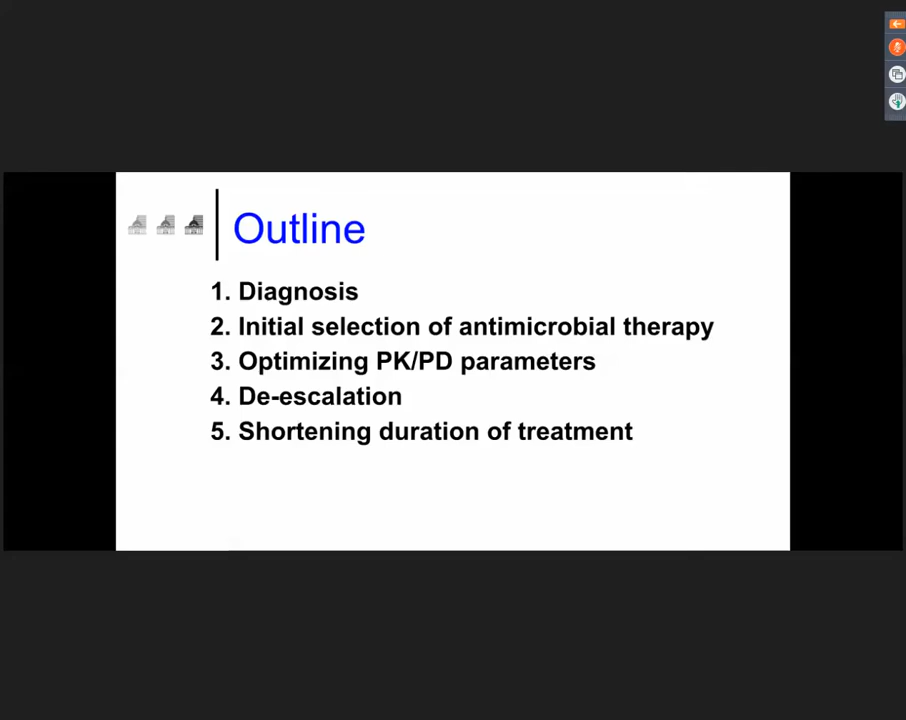 Outline
1. Diagnosis
2. Initial selection of antimicrobial therapy
3. Optimizing PK/PD parameters
4. De-escalation
5. Shortening duration of treatment